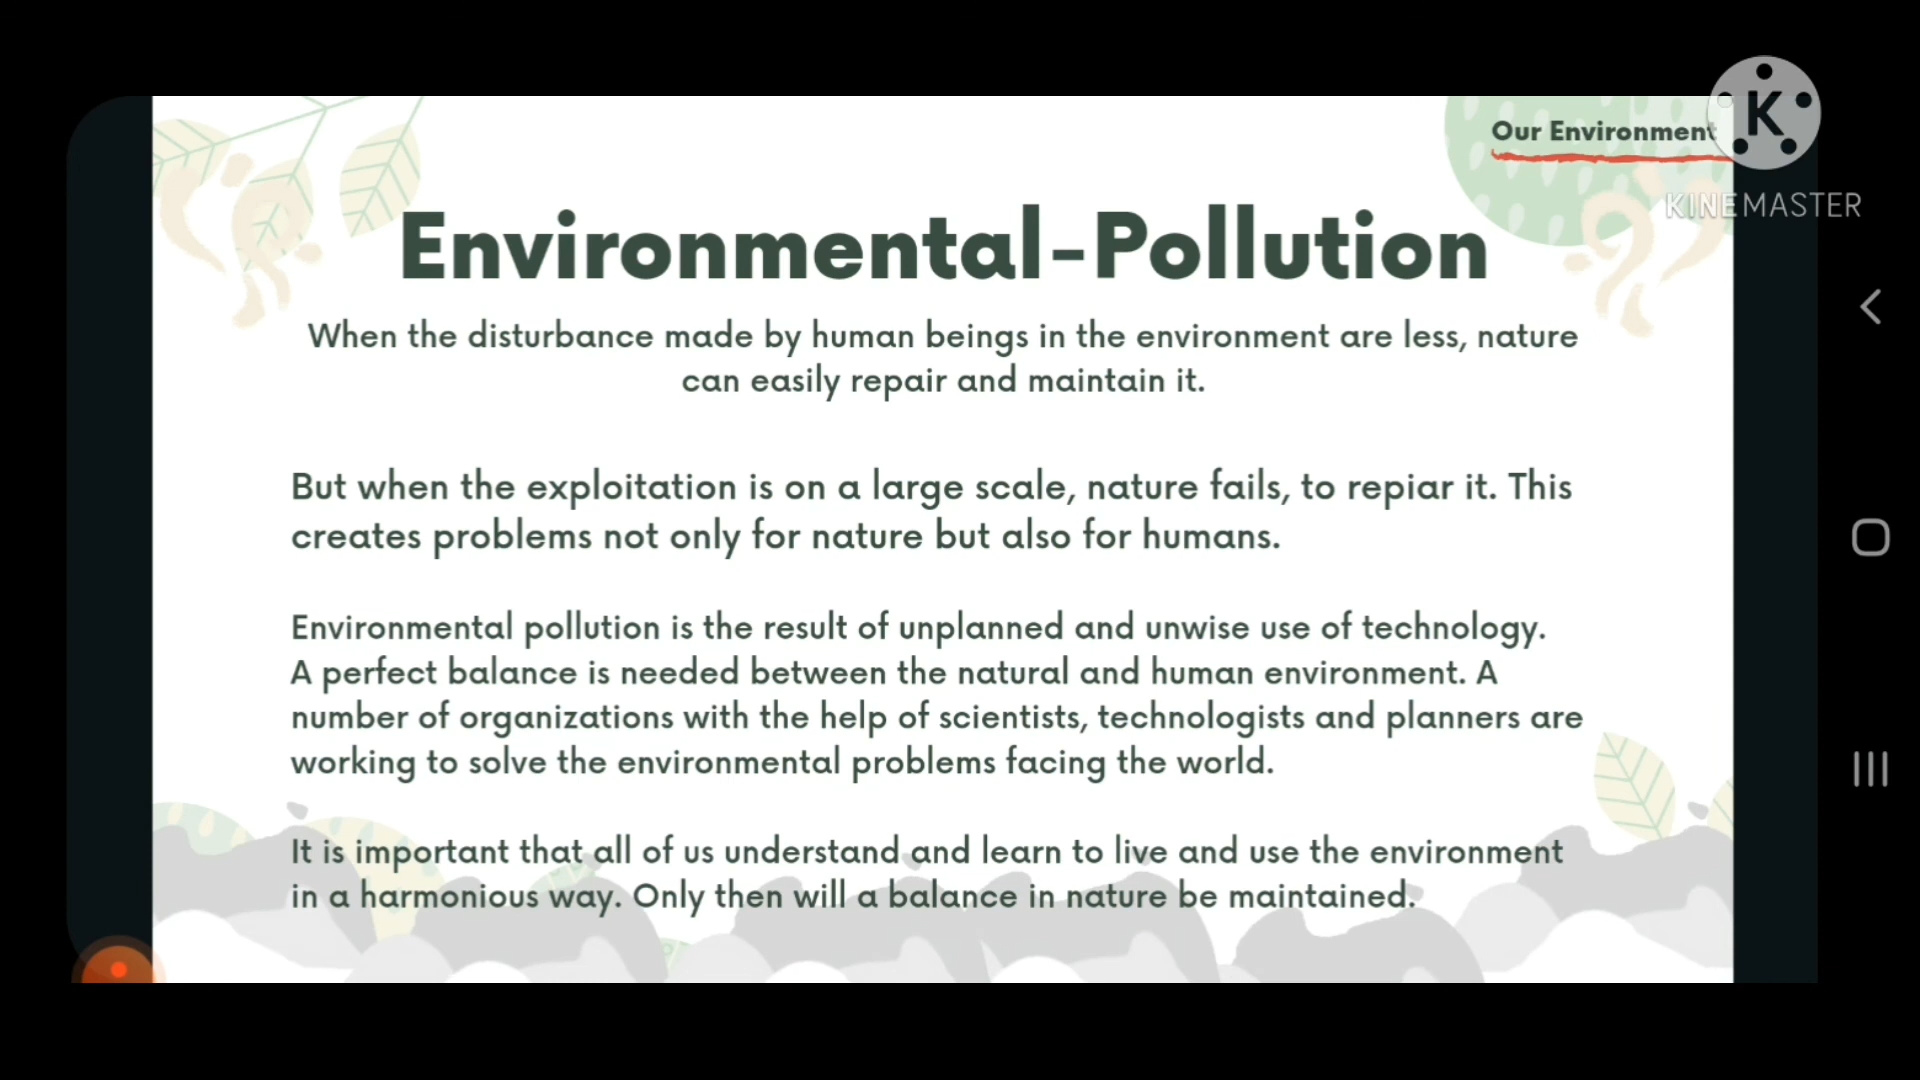 Our Environment
K
KINEMASTER
Environmental-Pollution
When the disturbance made by human beings in the environment are less, nature
can easily repair and maintain it.
But when the exploitation is on a large scale, nature fails, to repiar it. This
creates problems not only for nature but also for humans.
Environmental pollution is the result of unplanned and unwise use of technology.
A perfect balance is needed between the natural and human environment. A
number of organizations with the help of scientists, technologists and planners are
working to solve the environmental problems facing the world.
It is important that all of us understand and learn to live and use the environment
in a harmonious way. Only then will a balance in nature be maintained.